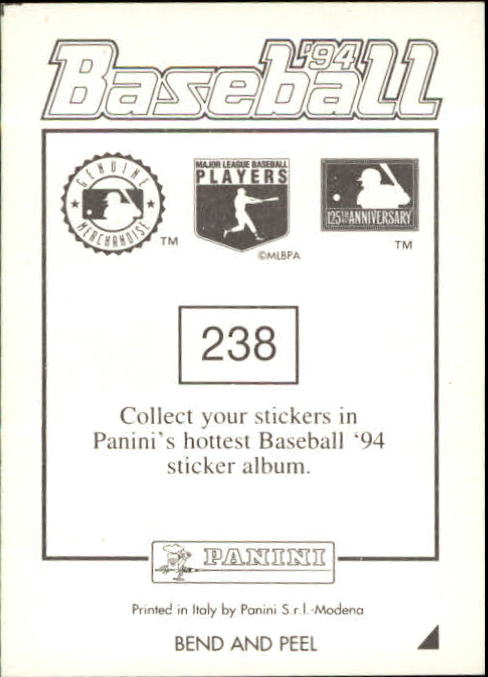 Baseball '94
GENUINE MERCHANDISE
TM
MAJOR LEAGUE BASEBALL
PLAYERS
©MLBPA
125TH ANNIVERSARY
TM
238
Collect your stickers in
Panini's hottest Baseball '94
sticker album.
PANINI
Printed in Italy by Panini S.r.l.-Modena
BEND AND PEEL